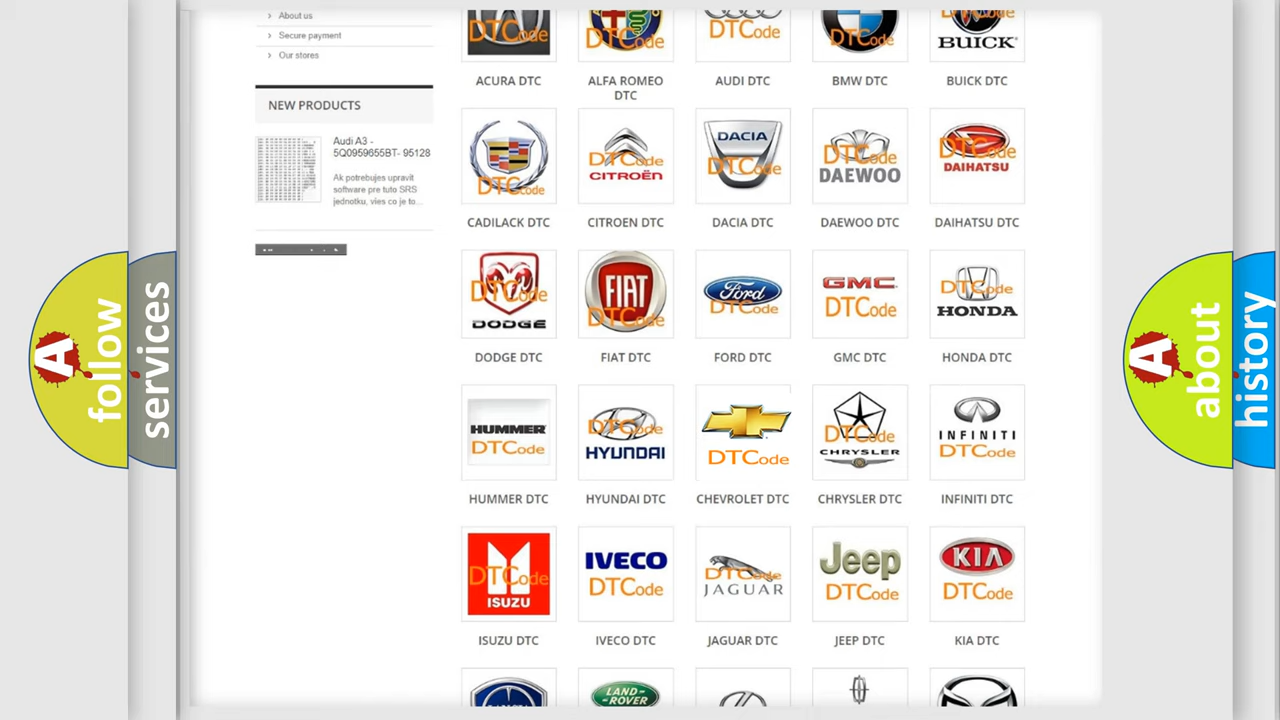 About us
Secure payment
Our stores
NEW PRODUCTS
Audi A3 -
5Q0959655BT- 95128
Ak potrebujes upravit
software pre tuto SRS
jednotku, vies co je to...
follow
services
DTCode
DTCode
DTCode
DTCode
BUICK
ACURA DTC
ALFA ROMEO
DTC
AUDI DTC
BMW DTC
BUICK DTC
DTCode
DTCode
CITROËN
DACIA
DTCode
DTCode
DAEWOO
DTCode
DAIHATSU
CADILACK DTC
CITROEN DTC
DACIA DTC
DAEWOO DTC
DAIHATSU DTC
DTCode
DODGE
FIAT
DTCode
Ford
DTCode
GMC
DTCode
DTCode
HONDA
DODGE DTC
FIAT DTC
FORD DTC
GMC DTC
HONDA DTC
HUMMER
DTCode
DTCode
HYUNDAI
DTCode
DTCode
CHRYSLER
INFINITI
DTCode
HUMMER DTC
HYUNDAI DTC
CHEVROLET DTC
CHRYSLER DTC
INFINITI DTC
DTCode
ISUZU
IVECO
DTCode
DTCode
JAGUAR
Jeep
DTCode
KIA
DTCode
ISUZU DTC
IVECO DTC
JAGUAR DTC
JEEP DTC
KIA DTC
LAND-
ROVER
A
about
history
A